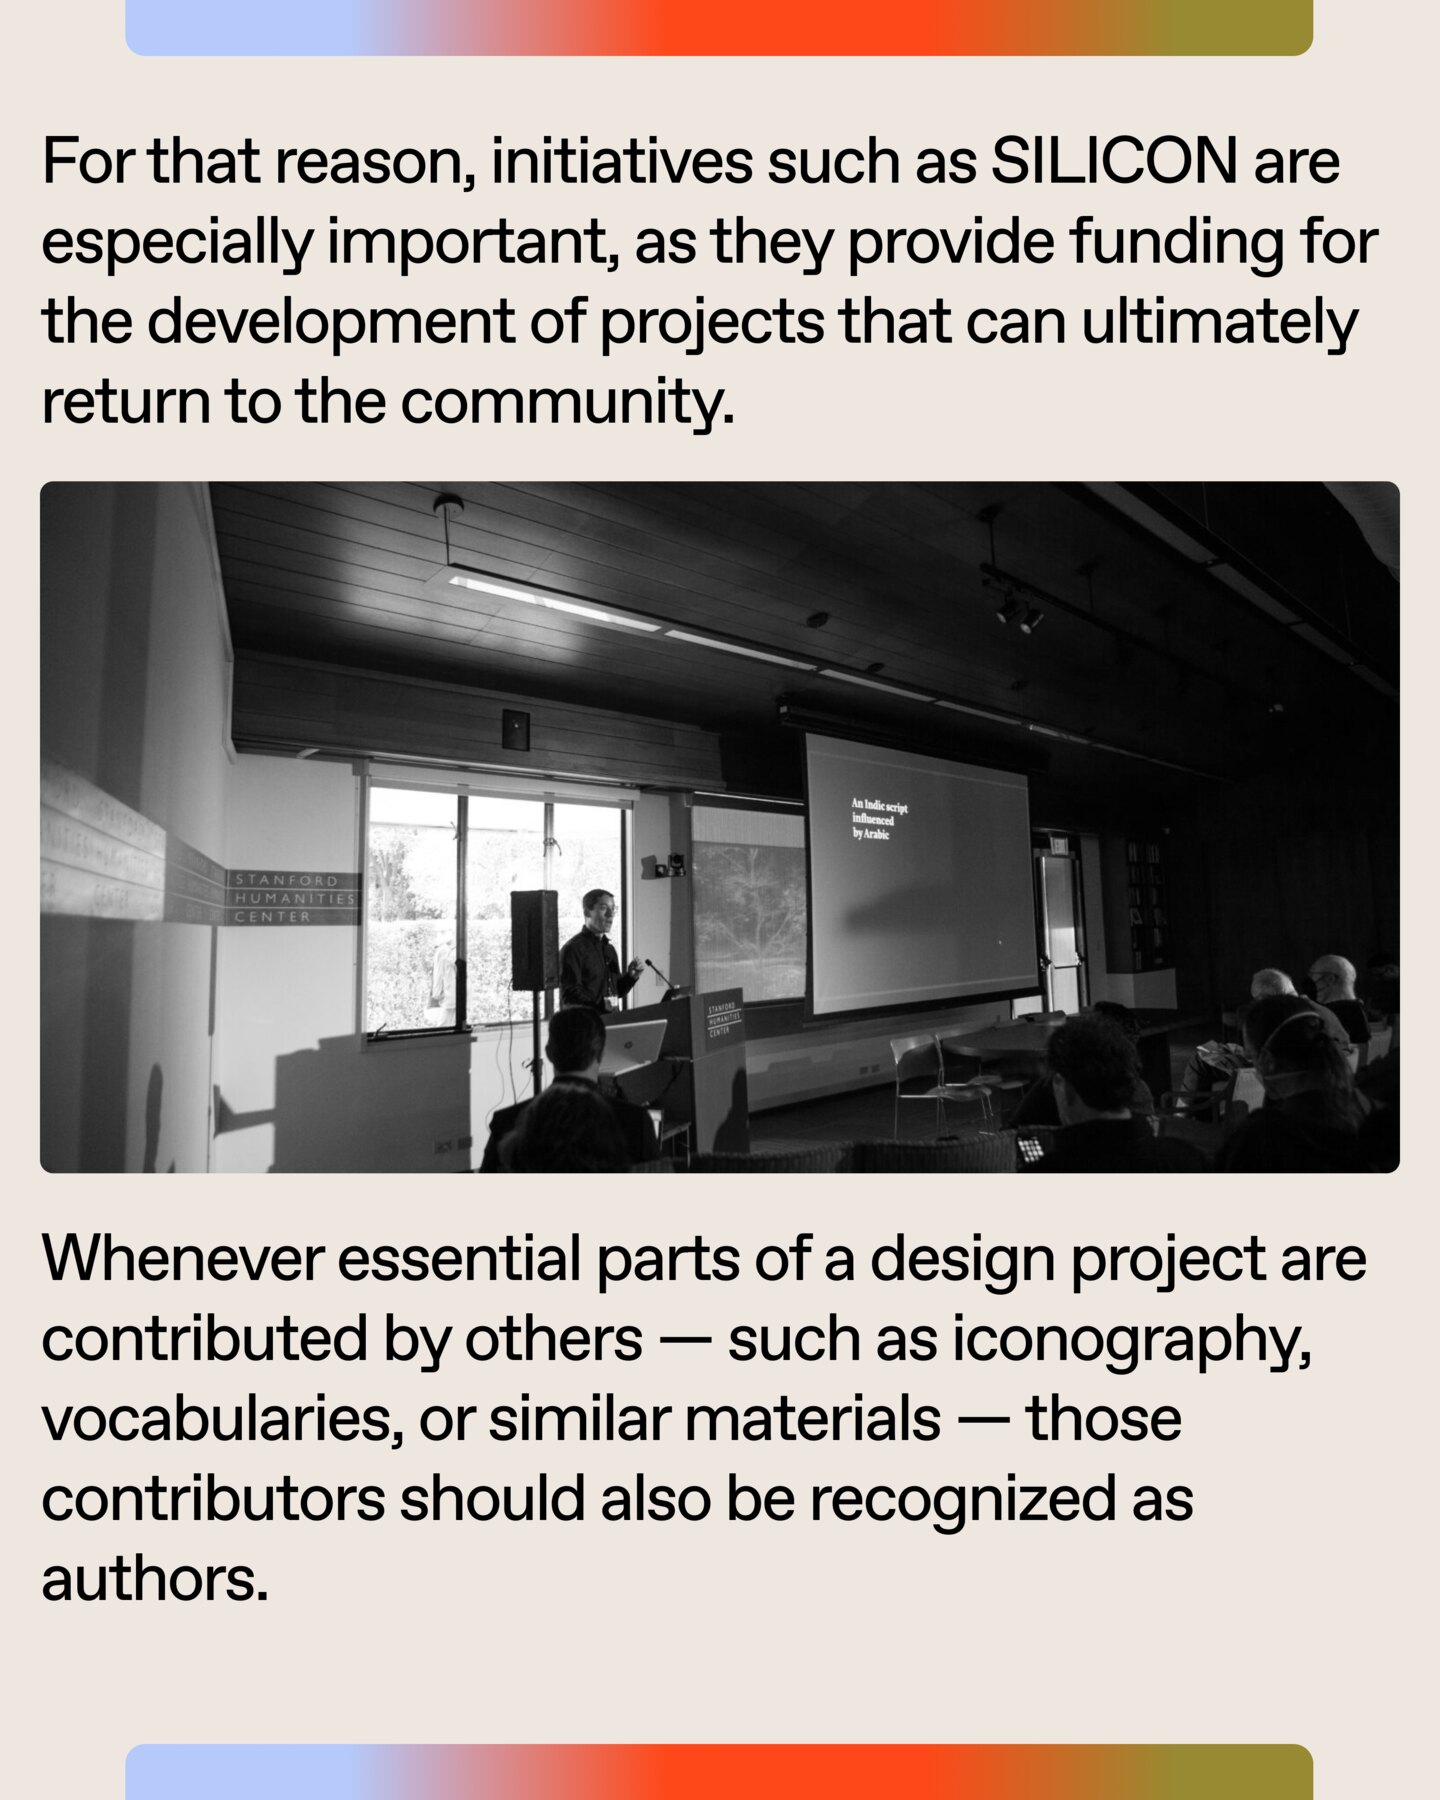 For that reason, initiatives such as SILICON are
especially important, as they provide funding for
the development of projects that can ultimately
return to the community.
An Indic script
influenced
by Arabic
STANFORD
HUMANITIES
CENTER
STANFORD
HUMANITIES
CENTER
Whenever essential parts of a design project are
contributed by others — such as iconography,
vocabularies, or similar materials — those
contributors should also be recognized as
authors.